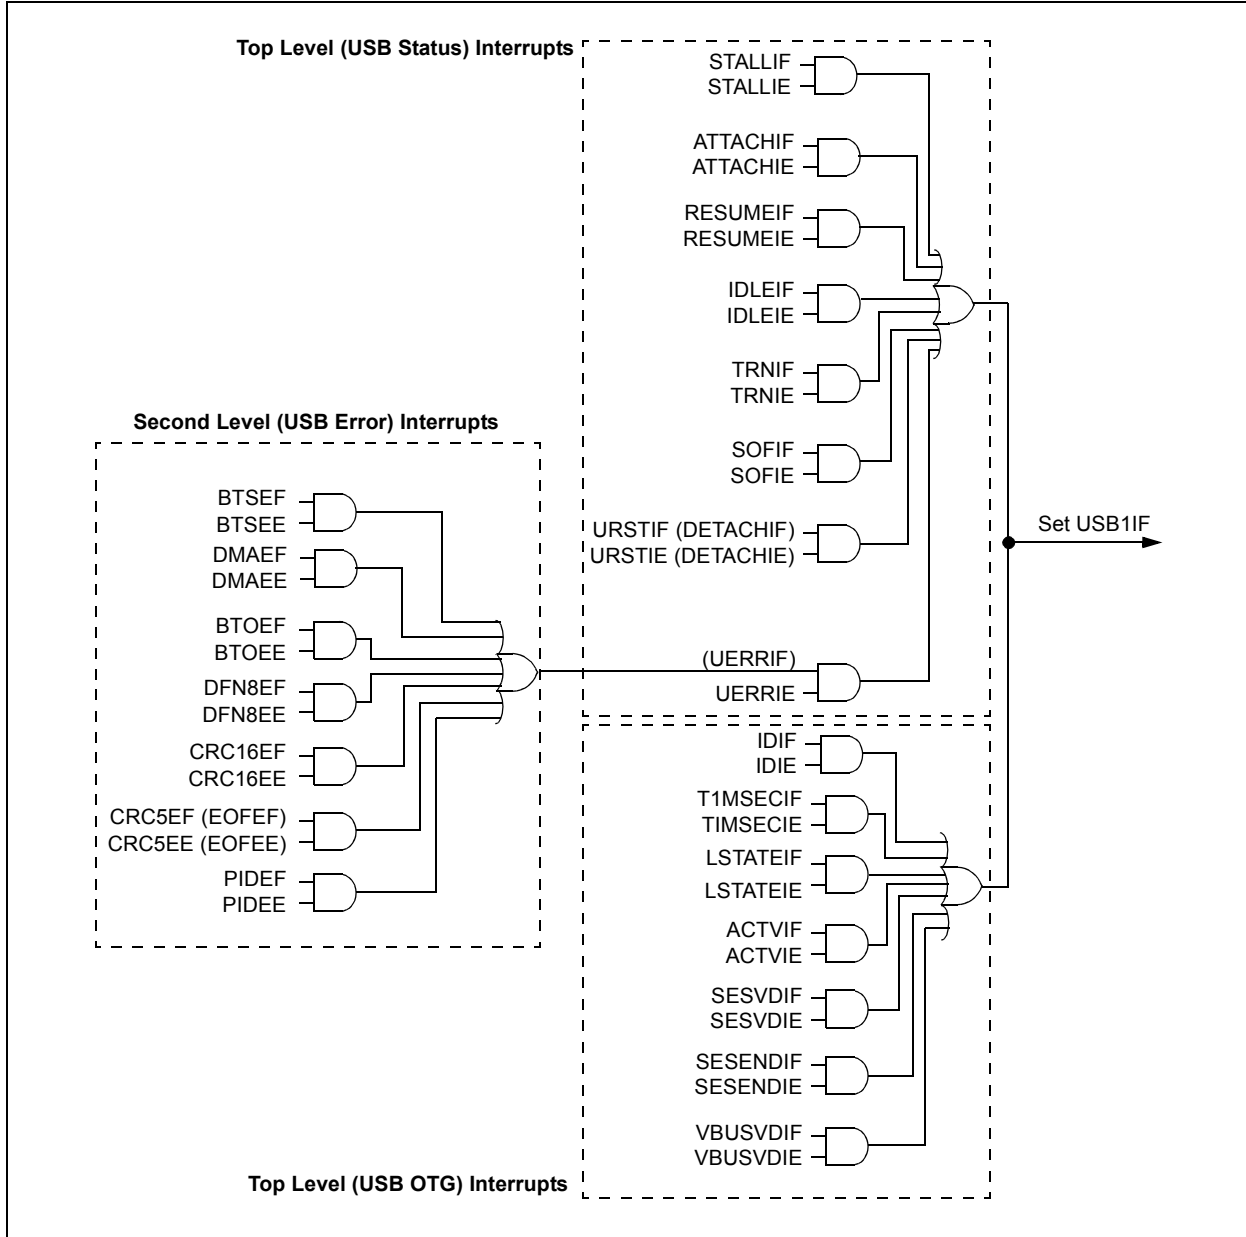 Top Level (USB Status) Interrupts
STALLIF
STALLIE
ATTACHIF
ATTACHIE
RESUMEIF
RESUMEIE
IDLEIF
IDLEIE
TRNIF
TRNIE
Second Level (USB Error) Interrupts
SOFIF
SOFIE
BTSEF
BTSEE
URSTIF (DETACHIF)
URSTIE (DETACHIE)
Set USB1IF
DMAEF
DMAEE
BTOEF
BTOEE
(UERRIF)
UERRIE
DFN8EF
DFN8EE
CRC16EF
CRC16EE
IDIF
IDIE
CRC5EF (EOFEF)
CRC5EE (EOFEE)
T1MSECIF
TIMSECIE
PIDEF
PIDEE
LSTATEIF
LSTATEIE
ACTVIF
ACTVIE
SESVDIF
SESVDIE
SESENDIF
SESENDIE
VBUSVDIF
VBUSVDIE
Top Level (USB OTG) Interrupts